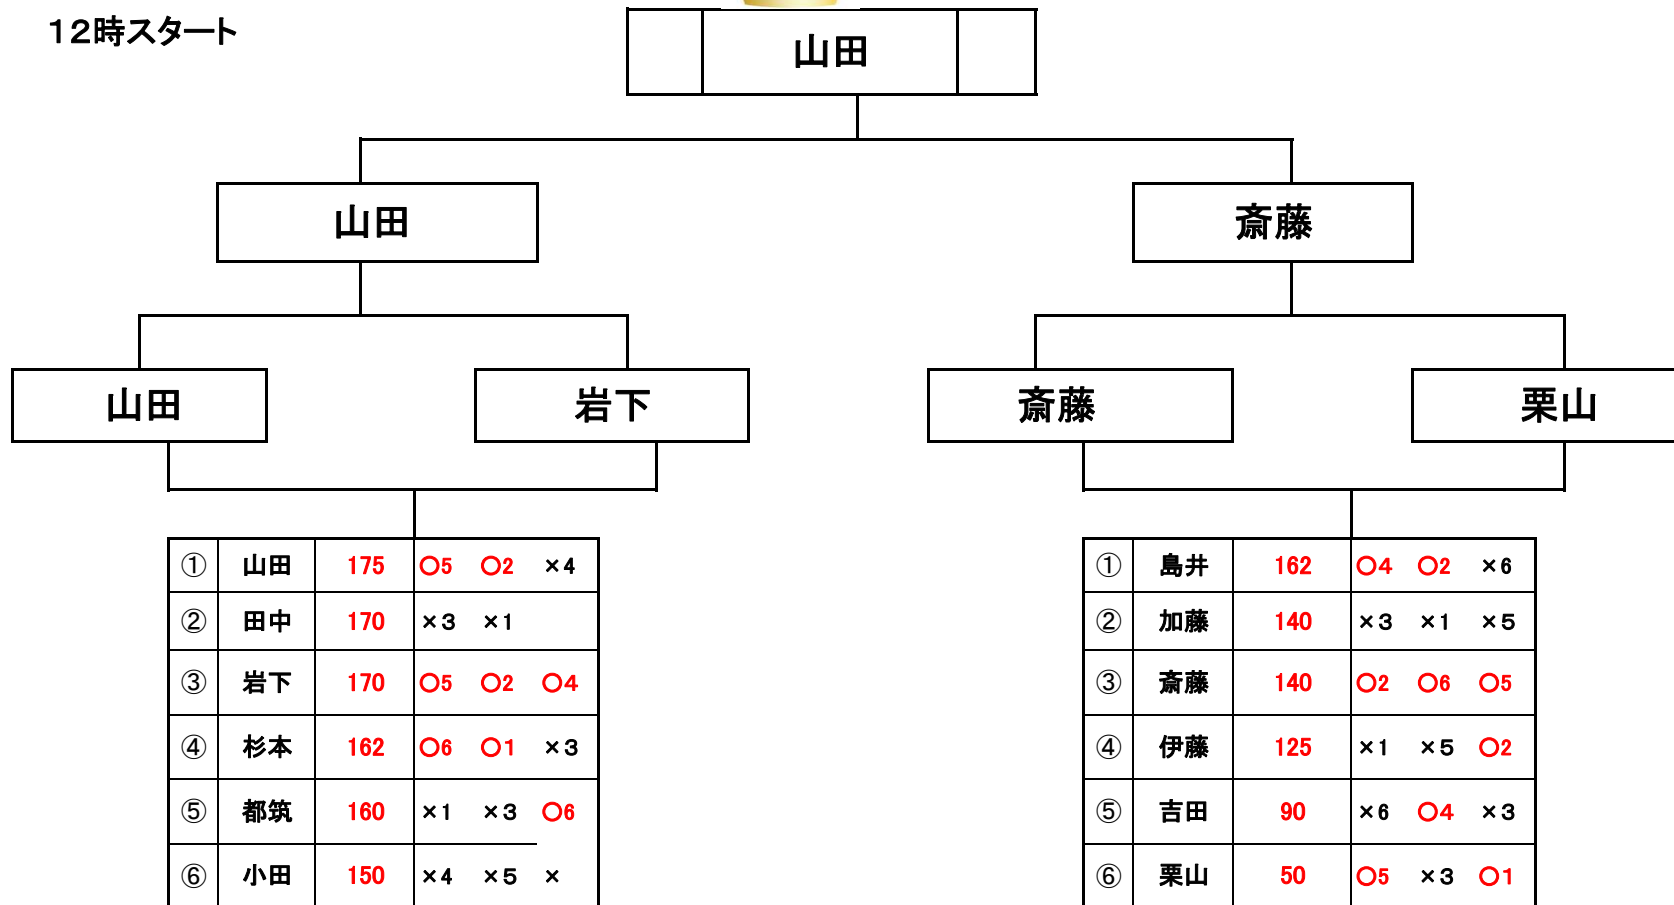 12時スタート
山田
山田 斎藤
山田 岩下 斎藤 栗山
① 山田 175 ○5 ○2 ×4
② 田中 170 ×3 ×1
③ 岩下 170 ○5 ○2 ○4
④ 杉本 162 ○6 ○1 ×3
⑤ 都筑 160 ×1 ×3 ○6
⑥ 小田 150 ×4 ×5 ×
① 島井 162 ○4 ○2 ×6
② 加藤 140 ×3 ×1 ×5
③ 斎藤 140 ○2 ○6 ○5
④ 伊藤 125 ×1 ×5 ○2
⑤ 吉田 90 ×6 ○4 ×3
⑥ 栗山 50 ○5 ×3 ○1